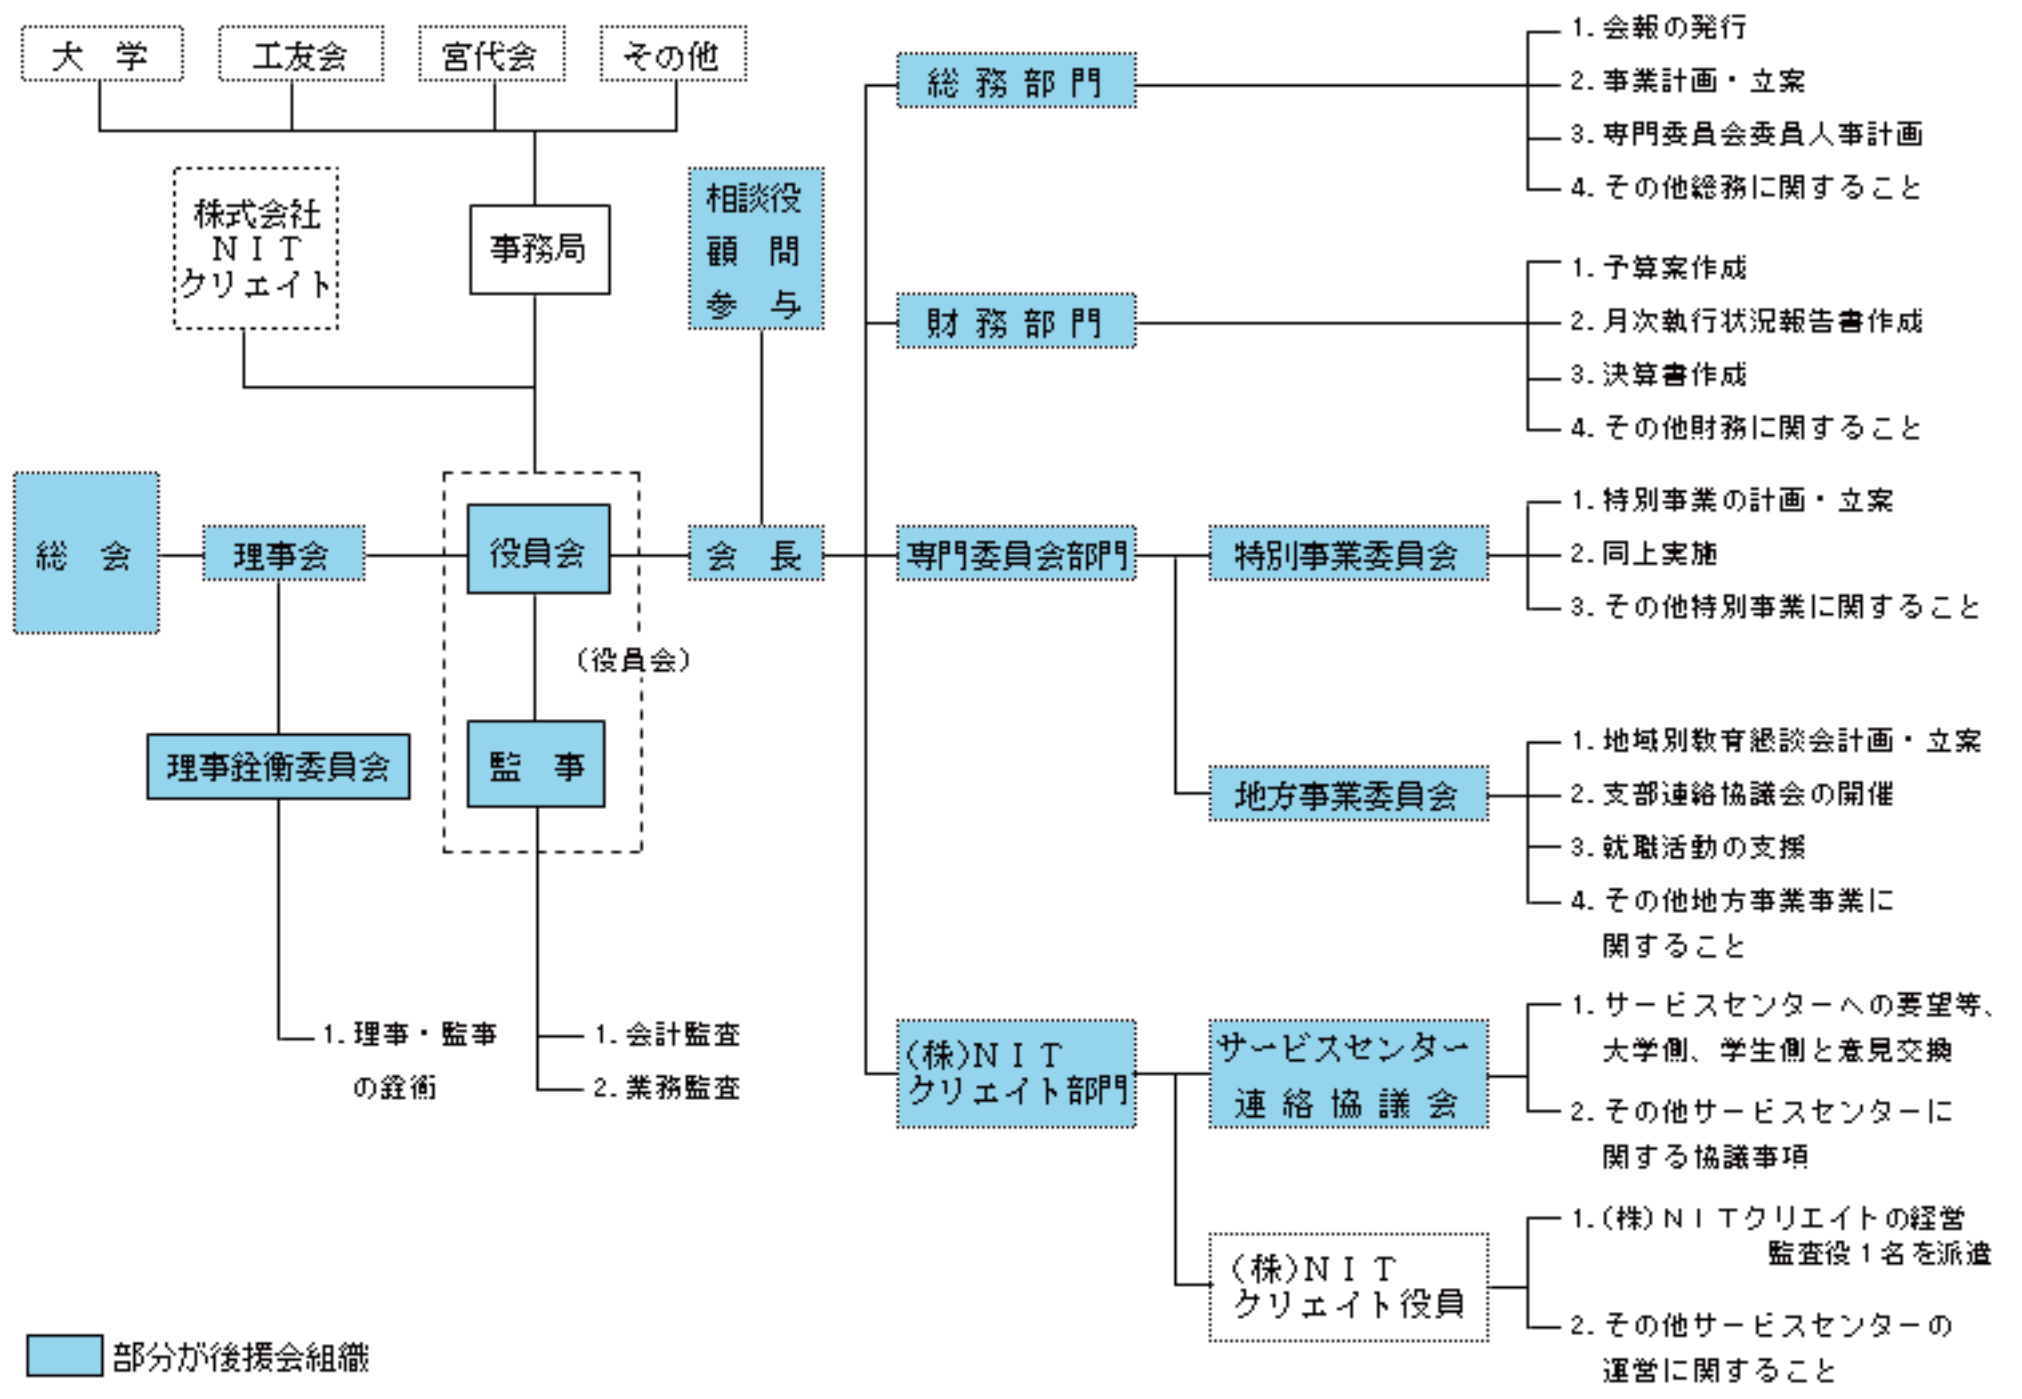 大　学
工友会
宮代会
その他
株式会社
ＮＩＴ
クリエイト
事務局
相談役
顧　問
参　与
総　会
理事会
役員会
会　長
(役員会)
理事銓衡委員会
監　事
1.理事・監事
の銓衡
1.会計監査
2.業務監査
総務部門
1.会報の発行
2.事業計画・立案
3.専門委員会委員人事計画
4.その他総務に関すること
財務部門
1.予算案作成
2.月次執行状況報告書作成
3.決算書作成
4.その他財務に関すること
専門委員会部門
特別事業委員会
1.特別事業の計画・立案
2.同上実施
3.その他特別事業に関すること
地方事業委員会
1.地域別教育懇談会計画・立案
2.支部連絡協議会の開催
3.就職活動の支援
4.その他地方事業事業に
関すること
(株)ＮＩＴ
クリエイト部門
サービスセンター
連絡協議会
1.サービスセンターへの要望等、
大学側、学生側と意見交換
2.その他サービスセンターに
関する協議事項
(株)ＮＩＴ
クリエイト役員
1.(株)ＮＩＴクリエイトの経営
監査役１名を派遣
2.その他サービスセンターの
運営に関すること
部分が後援会組織